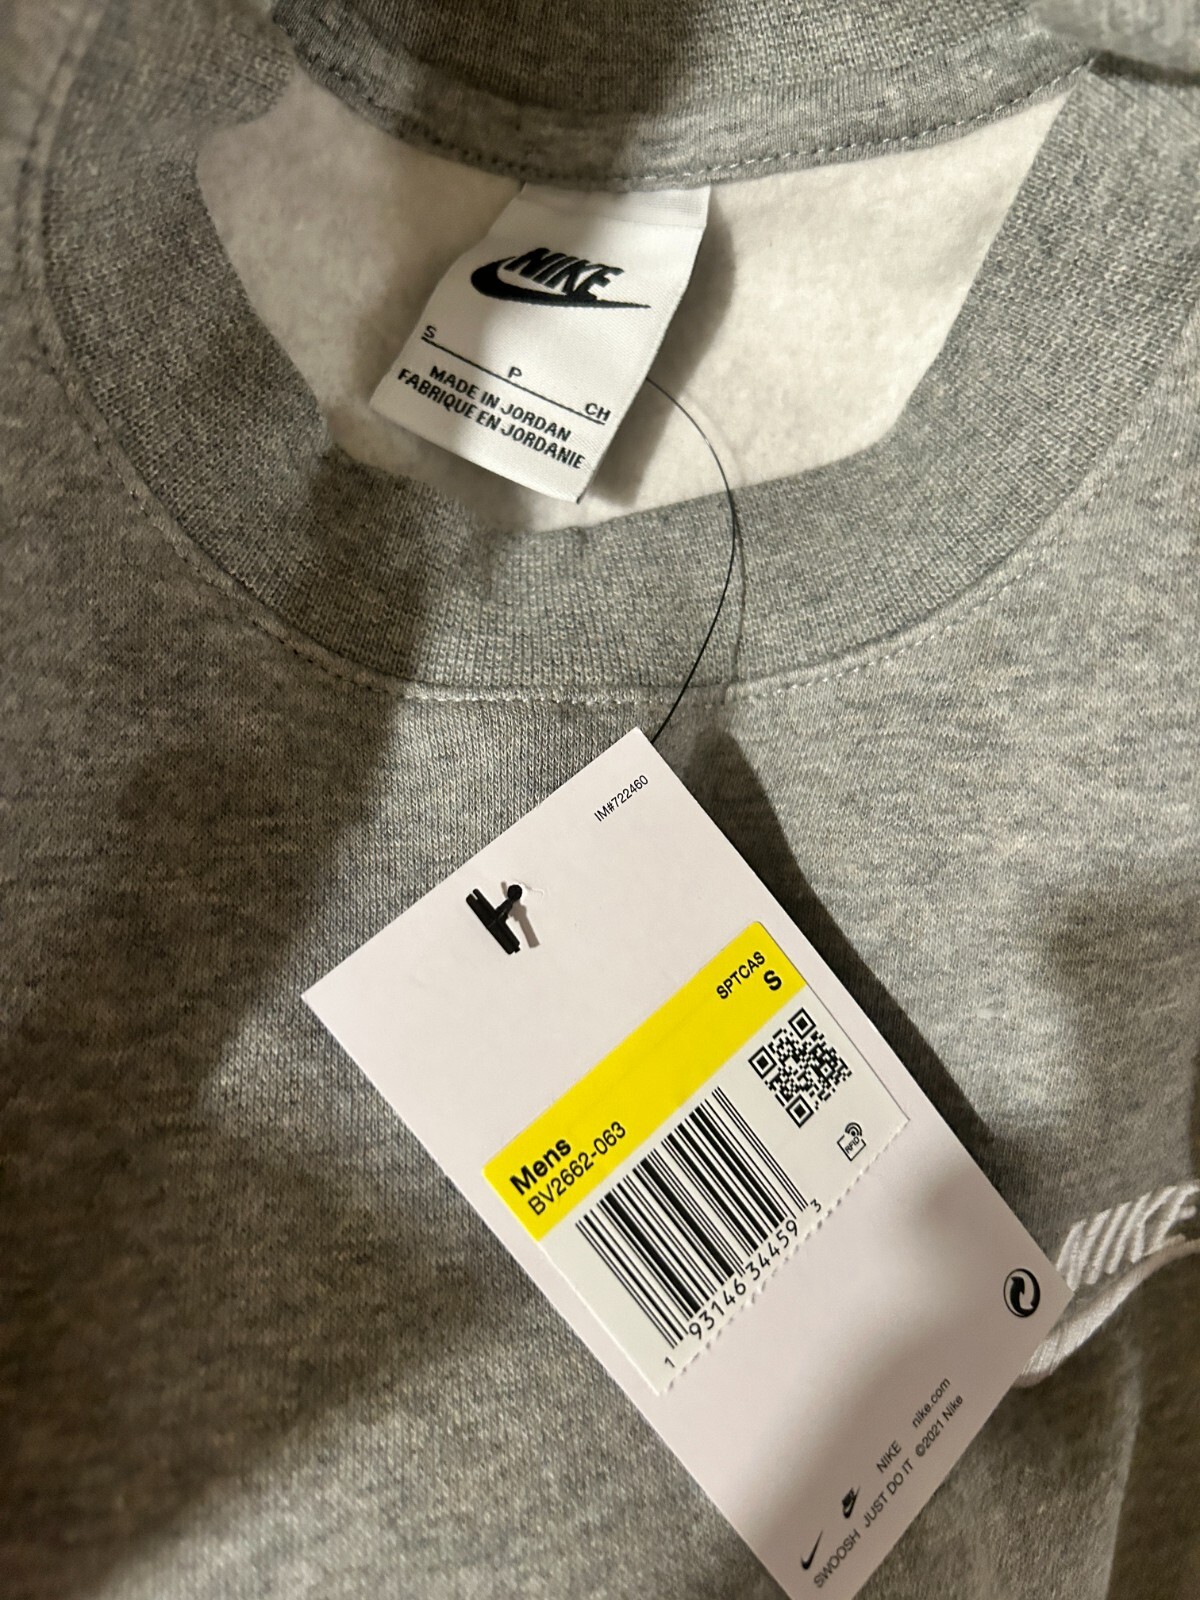 NIKE
S
P
CH
MADE IN JORDAN
FABRIQUE EN JORDANIE
IM#722460
SPTCAS
S
Mens
BV2662-063
RFID
1 93146 34459 3
NIKE nike.com
SWOOSH JUST DO IT ©2021 Nike
NIKE